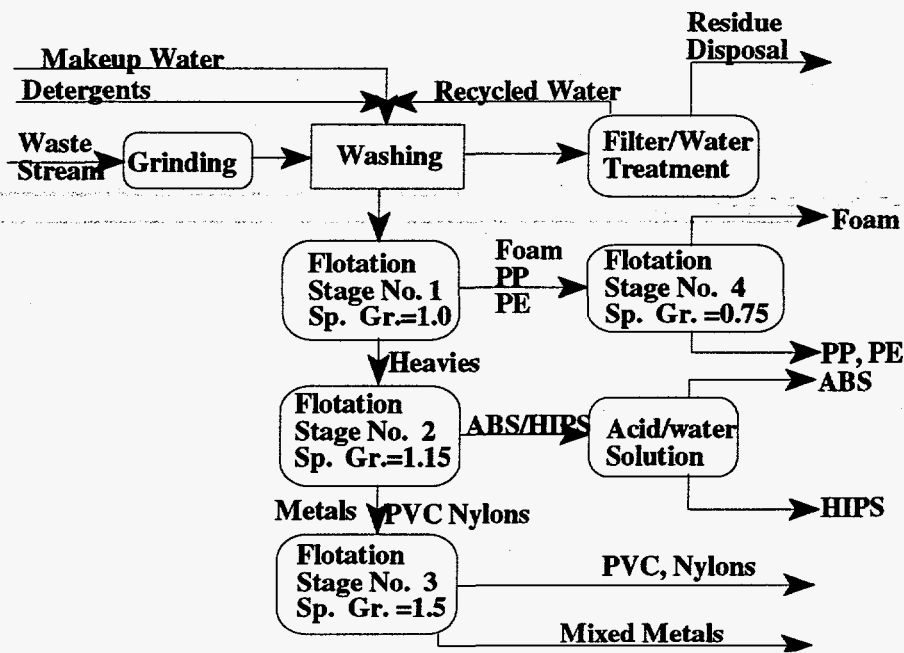 Residue
Disposal
Makeup Water
Detergents
Recycled Water
Waste
Stream
Grinding
Washing
Filter/Water
Treatment
Foam
Flotation
Stage No. 1
Sp. Gr.=1.0
Foam
PP
PE
Flotation
Stage No. 4
Sp. Gr. =0.75
Heavies
PP, PE
ABS
Flotation
Stage No. 2
Sp. Gr.=1.15
ABS/HIPS
Acid/water
Solution
HIPS
Metals
PVC Nylons
Flotation
Stage No. 3
Sp. Gr. =1.5
PVC, Nylons
Mixed Metals